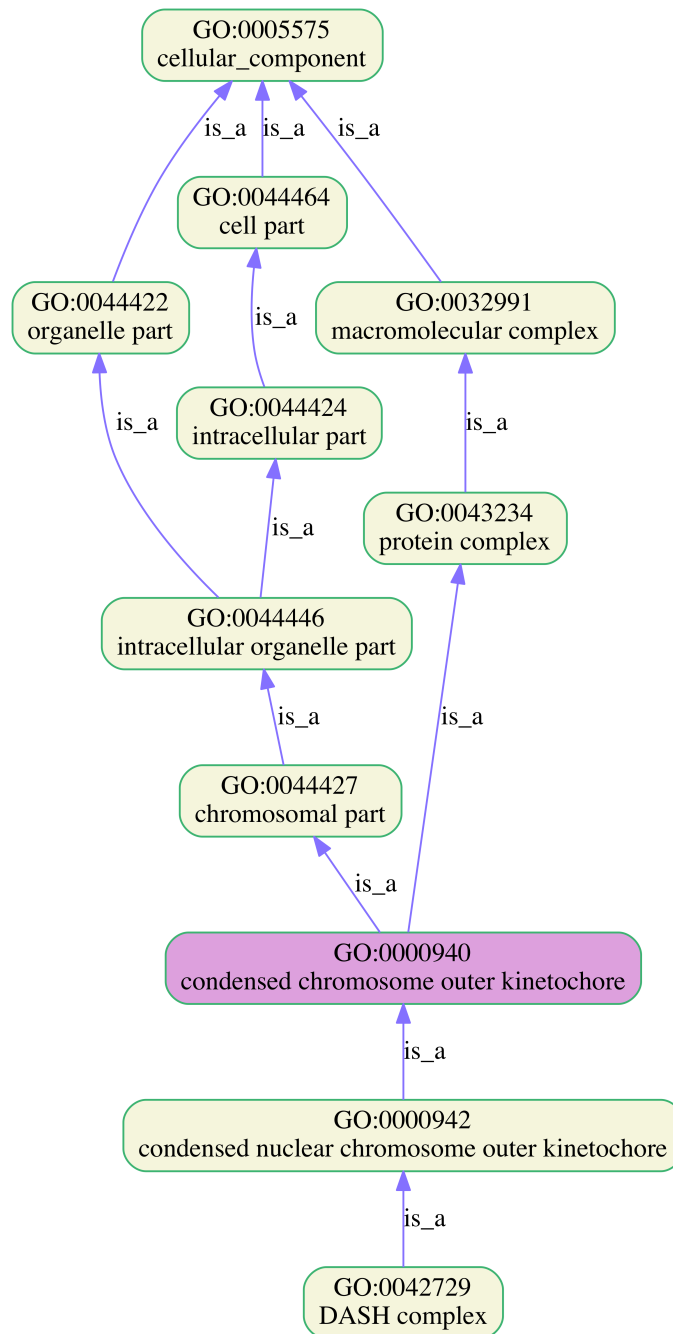 GO:0005575
cellular_component
is_a
is_a
is_a
GO:0044464
cell part
GO:0044422
organelle part
is_a
GO:0032991
macromolecular complex
is_a
GO:0044424
intracellular part
is_a
is_a
GO:0043234
protein complex
GO:0044446
intracellular organelle part
is_a
is_a
GO:0044427
chromosomal part
is_a
GO:0000940
condensed chromosome outer kinetochore
is_a
GO:0000942
condensed nuclear chromosome outer kinetochore
is_a
GO:0042729
DASH complex